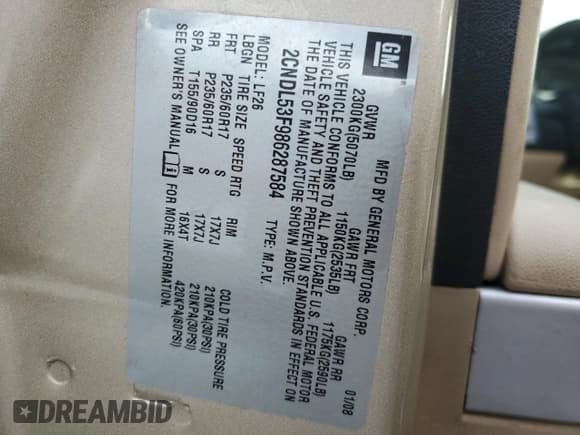 GM
MFD BY GENERAL MOTORS CORP. 01/08
GVWR GAWR FRT GAWR RR
2300KG(5070LB) 1150KG(2535LB) 1175KG(2590LB)
THIS VEHICLE CONFORMS TO ALL APPLICABLE U.S. FEDERAL MOTOR
VEHICLE SAFETY AND THEFT PREVENTION STANDARDS IN EFFECT ON
THE DATE OF MANUFACTURE SHOWN ABOVE.
2CNDL53F986287584 TYPE: M.P.V.
MODEL: LF26
LBGN TIRE SIZE SPEED RTG RIM COLD TIRE PRESSURE
FRT P235/60R17 S 17X7J 210KPA(30PSI)
RR P235/60R17 S 17X7J 210KPA(30PSI)
SPA T155/90D16 M 16X4T 420KPA(60PSI)
SEE OWNER'S MANUAL FOR MORE INFORMATION.
DREAMBID